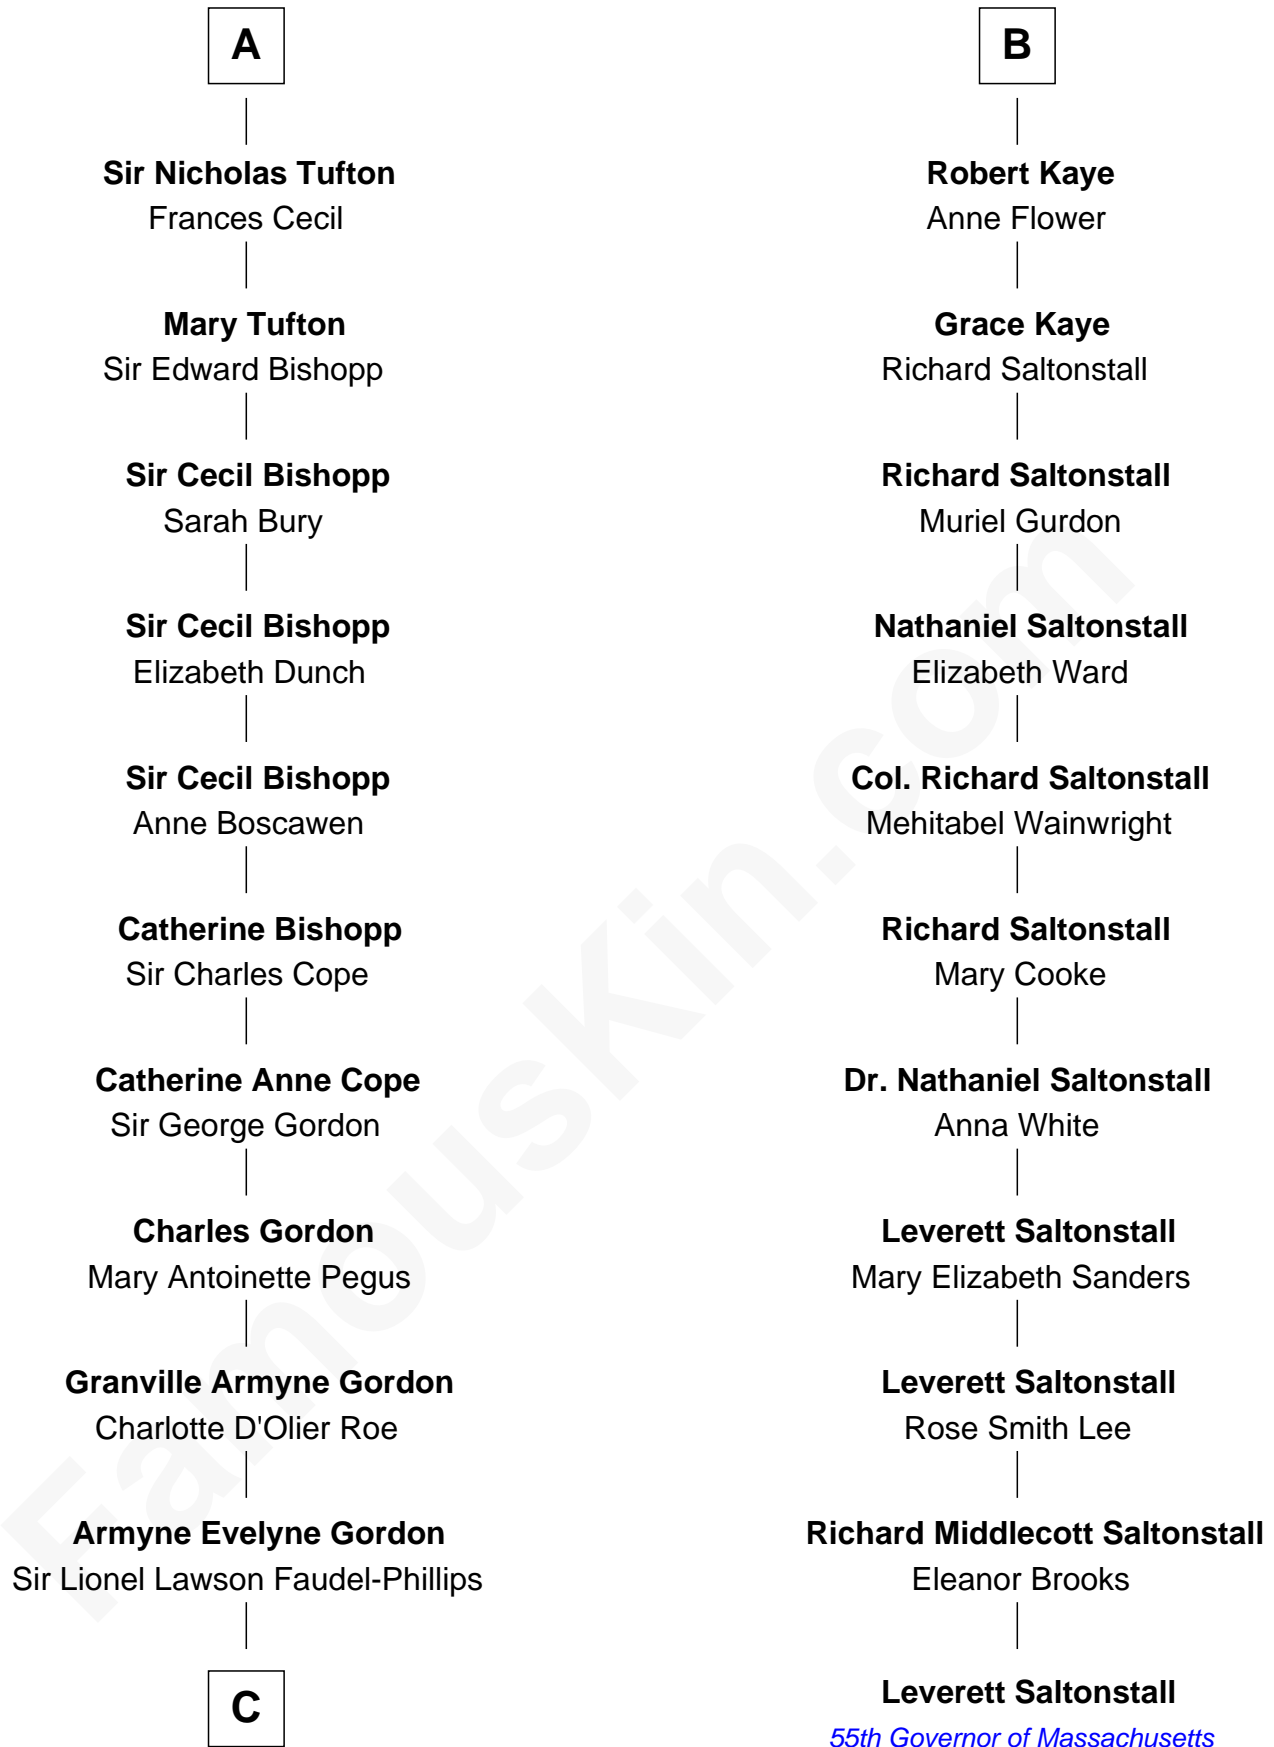 A
Sir Nicholas Tufton
Frances Cecil
Mary Tufton
Sir Edward Bishopp
Sir Cecil Bishopp
Sarah Bury
Sir Cecil Bishopp
Elizabeth Dunch
Sir Cecil Bishopp
Anne Boscawen
Catherine Bishopp
Sir Charles Cope
Catherine Anne Cope
Sir George Gordon
Charles Gordon
Mary Antoinette Pegus
Granville Armyne Gordon
Charlotte D'Olier Roe
Armyne Evelyne Gordon
Sir Lionel Lawson Faudel-Phillips
C
B
Robert Kaye
Anne Flower
Grace Kaye
Richard Saltonstall
Richard Saltonstall
Muriel Gurdon
Nathaniel Saltonstall
Elizabeth Ward
Col. Richard Saltonstall
Mehitabel Wainwright
Richard Saltonstall
Mary Cooke
Dr. Nathaniel Saltonstall
Anna White
Leverett Saltonstall
Mary Elizabeth Sanders
Leverett Saltonstall
Rose Smith Lee
Richard Middlecott Saltonstall
Eleanor Brooks
Leverett Saltonstall
55th Governor of Massachusetts
FamousKin.com